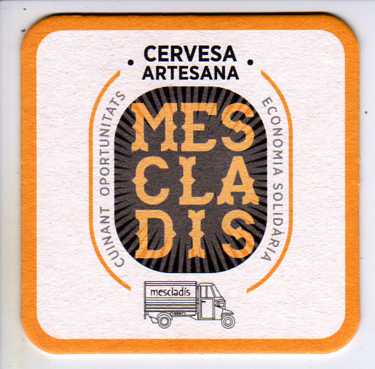 CERVESA
ARTESANA
CUINANT OPORTUNITATS
MES
CLA
DIS
ECONOMIA SOLIDÀRIA
mescladís